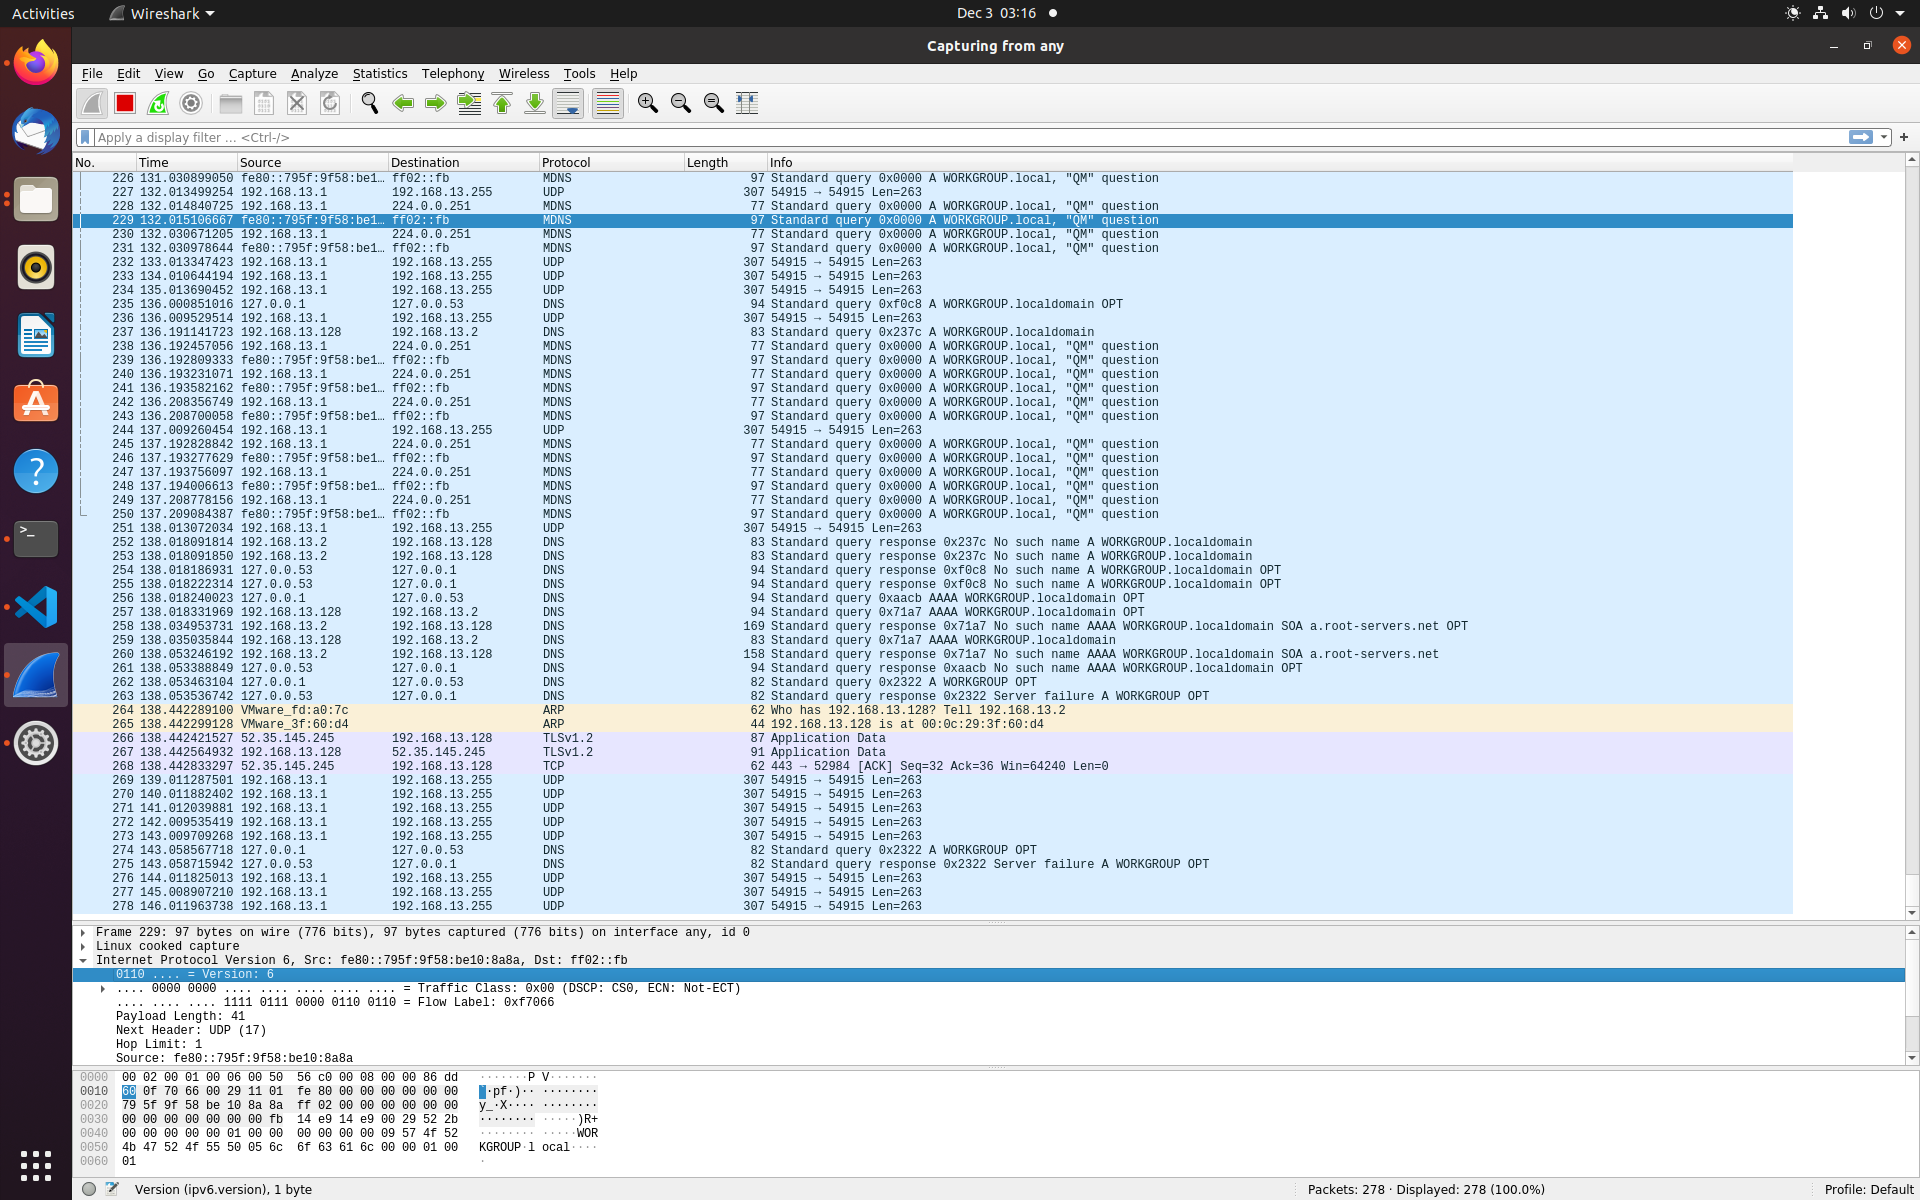 Activities
Wireshark
Dec 3 03:16
Capturing from any
File Edit View Go Capture Analyze Statistics Telephony Wireless Tools Help
Apply a display filter … <Ctrl-/>
No. Time Source Destination Protocol Length Info
226 131.030899050 fe80::795f:9f58:be1… ff02::fb MDNS 97 Standard query 0x0000 A WORKGROUP.local, "QM" question
227 132.013499254 192.168.13.1 192.168.13.255 UDP 307 54915 → 54915 Len=263
228 132.014840725 192.168.13.1 224.0.0.251 MDNS 77 Standard query 0x0000 A WORKGROUP.local, "QM" question
229 132.015106667 fe80::795f:9f58:be1… ff02::fb MDNS 97 Standard query 0x0000 A WORKGROUP.local, "QM" question
230 132.030671205 192.168.13.1 224.0.0.251 MDNS 77 Standard query 0x0000 A WORKGROUP.local, "QM" question
231 132.030978644 fe80::795f:9f58:be1… ff02::fb MDNS 97 Standard query 0x0000 A WORKGROUP.local, "QM" question
232 133.013347423 192.168.13.1 192.168.13.255 UDP 307 54915 → 54915 Len=263
233 134.010644194 192.168.13.1 192.168.13.255 UDP 307 54915 → 54915 Len=263
234 135.013690452 192.168.13.1 192.168.13.255 UDP 307 54915 → 54915 Len=263
235 136.000851016 127.0.0.1 127.0.0.53 DNS 94 Standard query 0xf0c8 A WORKGROUP.localdomain OPT
236 136.009529514 192.168.13.1 192.168.13.255 UDP 307 54915 → 54915 Len=263
237 136.191141723 192.168.13.128 192.168.13.2 DNS 83 Standard query 0x237c A WORKGROUP.localdomain
238 136.192457056 192.168.13.1 224.0.0.251 MDNS 77 Standard query 0x0000 A WORKGROUP.local, "QM" question
239 136.192809333 fe80::795f:9f58:be1… ff02::fb MDNS 97 Standard query 0x0000 A WORKGROUP.local, "QM" question
240 136.193231071 192.168.13.1 224.0.0.251 MDNS 77 Standard query 0x0000 A WORKGROUP.local, "QM" question
241 136.193582162 fe80::795f:9f58:be1… ff02::fb MDNS 97 Standard query 0x0000 A WORKGROUP.local, "QM" question
242 136.208356749 192.168.13.1 224.0.0.251 MDNS 77 Standard query 0x0000 A WORKGROUP.local, "QM" question
243 136.208700058 fe80::795f:9f58:be1… ff02::fb MDNS 97 Standard query 0x0000 A WORKGROUP.local, "QM" question
244 137.009260454 192.168.13.1 192.168.13.255 UDP 307 54915 → 54915 Len=263
245 137.192828842 192.168.13.1 224.0.0.251 MDNS 77 Standard query 0x0000 A WORKGROUP.local, "QM" question
246 137.193277629 fe80::795f:9f58:be1… ff02::fb MDNS 97 Standard query 0x0000 A WORKGROUP.local, "QM" question
247 137.193756097 192.168.13.1 224.0.0.251 MDNS 77 Standard query 0x0000 A WORKGROUP.local, "QM" question
248 137.194006613 fe80::795f:9f58:be1… ff02::fb MDNS 97 Standard query 0x0000 A WORKGROUP.local, "QM" question
249 137.208778156 192.168.13.1 224.0.0.251 MDNS 77 Standard query 0x0000 A WORKGROUP.local, "QM" question
250 137.209084387 fe80::795f:9f58:be1… ff02::fb MDNS 97 Standard query 0x0000 A WORKGROUP.local, "QM" question
251 138.013072034 192.168.13.1 192.168.13.255 UDP 307 54915 → 54915 Len=263
252 138.018091814 192.168.13.2 192.168.13.128 DNS 83 Standard query response 0x237c No such name A WORKGROUP.localdomain
253 138.018091850 192.168.13.2 192.168.13.128 DNS 83 Standard query response 0x237c No such name A WORKGROUP.localdomain
254 138.018186931 127.0.0.53 127.0.0.1 DNS 94 Standard query response 0xf0c8 No such name A WORKGROUP.localdomain OPT
255 138.018222314 127.0.0.53 127.0.0.1 DNS 94 Standard query response 0xf0c8 No such name A WORKGROUP.localdomain OPT
256 138.018240023 127.0.0.1 127.0.0.53 DNS 94 Standard query 0xaacb AAAA WORKGROUP.localdomain OPT
257 138.018331969 192.168.13.128 192.168.13.2 DNS 94 Standard query 0x71a7 AAAA WORKGROUP.localdomain OPT
258 138.034953731 192.168.13.2 192.168.13.128 DNS 169 Standard query response 0x71a7 No such name AAAA WORKGROUP.localdomain SOA a.root-servers.net OPT
259 138.035035844 192.168.13.128 192.168.13.2 DNS 83 Standard query 0x71a7 AAAA WORKGROUP.localdomain
260 138.053246192 192.168.13.2 192.168.13.128 DNS 158 Standard query response 0x71a7 No such name AAAA WORKGROUP.localdomain SOA a.root-servers.net
261 138.053388849 127.0.0.53 127.0.0.1 DNS 94 Standard query response 0xaacb No such name AAAA WORKGROUP.localdomain OPT
262 138.053463104 127.0.0.1 127.0.0.53 DNS 82 Standard query 0x2322 A WORKGROUP OPT
263 138.053536742 127.0.0.53 127.0.0.1 DNS 82 Standard query response 0x2322 Server failure A WORKGROUP OPT
264 138.442289100 VMware_fd:a0:7c ARP 62 Who has 192.168.13.128? Tell 192.168.13.2
265 138.442299128 VMware_3f:60:d4 ARP 44 192.168.13.128 is at 00:0c:29:3f:60:d4
266 138.442421527 52.35.145.245 192.168.13.128 TLSv1.2 87 Application Data
267 138.442564932 192.168.13.128 52.35.145.245 TLSv1.2 91 Application Data
268 138.442833297 52.35.145.245 192.168.13.128 TCP 62 443 → 52984 [ACK] Seq=32 Ack=36 Win=64240 Len=0
269 139.011287501 192.168.13.1 192.168.13.255 UDP 307 54915 → 54915 Len=263
270 140.011882402 192.168.13.1 192.168.13.255 UDP 307 54915 → 54915 Len=263
271 141.012039881 192.168.13.1 192.168.13.255 UDP 307 54915 → 54915 Len=263
272 142.009535419 192.168.13.1 192.168.13.255 UDP 307 54915 → 54915 Len=263
273 143.009709268 192.168.13.1 192.168.13.255 UDP 307 54915 → 54915 Len=263
274 143.058567718 127.0.0.1 127.0.0.53 DNS 82 Standard query 0x2322 A WORKGROUP OPT
275 143.058715942 127.0.0.53 127.0.0.1 DNS 82 Standard query response 0x2322 Server failure A WORKGROUP OPT
276 144.011825013 192.168.13.1 192.168.13.255 UDP 307 54915 → 54915 Len=263
277 145.008907210 192.168.13.1 192.168.13.255 UDP 307 54915 → 54915 Len=263
278 146.011963738 192.168.13.1 192.168.13.255 UDP 307 54915 → 54915 Len=263
Frame 229: 97 bytes on wire (776 bits), 97 bytes captured (776 bits) on interface any, id 0
Linux cooked capture
Internet Protocol Version 6, Src: fe80::795f:9f58:be10:8a8a, Dst: ff02::fb
0110 .... = Version: 6
.... 0000 0000 .... .... .... .... .... = Traffic Class: 0x00 (DSCP: CS0, ECN: Not-ECT)
.... .... .... 1111 0111 0000 0110 0110 = Flow Label: 0xf7066
Payload Length: 41
Next Header: UDP (17)
Hop Limit: 1
Source: fe80::795f:9f58:be10:8a8a
0000 00 02 00 01 00 06 00 50 56 c0 00 08 00 00 86 dd ·······P V·······
0010 60 0f 70 66 00 29 11 01 fe 80 00 00 00 00 00 00 `·pf·)·· ········
0020 79 5f 9f 58 be 10 8a 8a ff 02 00 00 00 00 00 00 y_·X···· ········
0030 00 00 00 00 00 00 00 fb 14 e9 14 e9 00 29 52 2b ········ ·····)R+
0040 00 00 00 00 00 01 00 00 00 00 00 00 09 57 4f 52 ········ ·····WOR
0050 4b 47 52 4f 55 50 05 6c 6f 63 61 6c 00 00 01 00 KGROUP·l ocal····
0060 01 ·
Version (ipv6.version), 1 byte
Packets: 278 · Displayed: 278 (100.0%)
Profile: Default